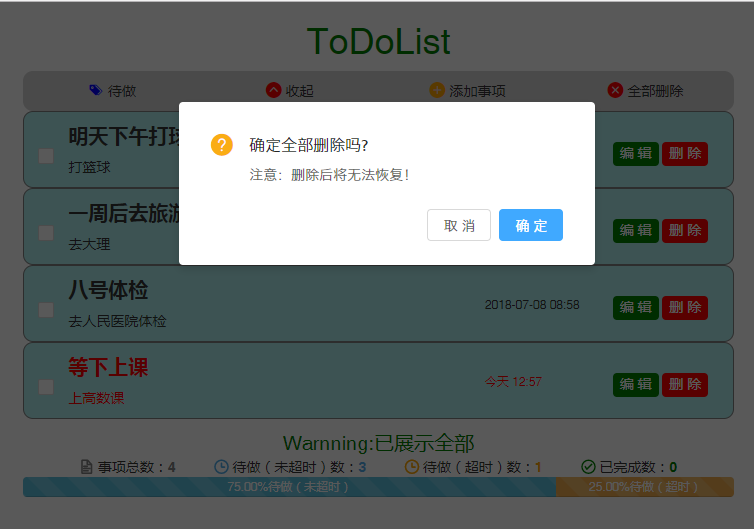 ToDoList
待做 收起 添加事项 全部删除
明天下午打球
打篮球
编 辑 删 除
确定全部删除吗?
注意：删除后将无法恢复!
取 消 确 定
一周后去旅游
去大理
编 辑 删 除
八号体检
去人民医院体检
2018-07-08 08:58
编 辑 删 除
等下上课
上高数课
今天 12:57
编 辑 删 除
Warnning:已展示全部
事项总数：4 待做（未超时）数：3 待做（超时）数：1 已完成数：0
75.00%待做（未超时） 25.00%待做（超时）